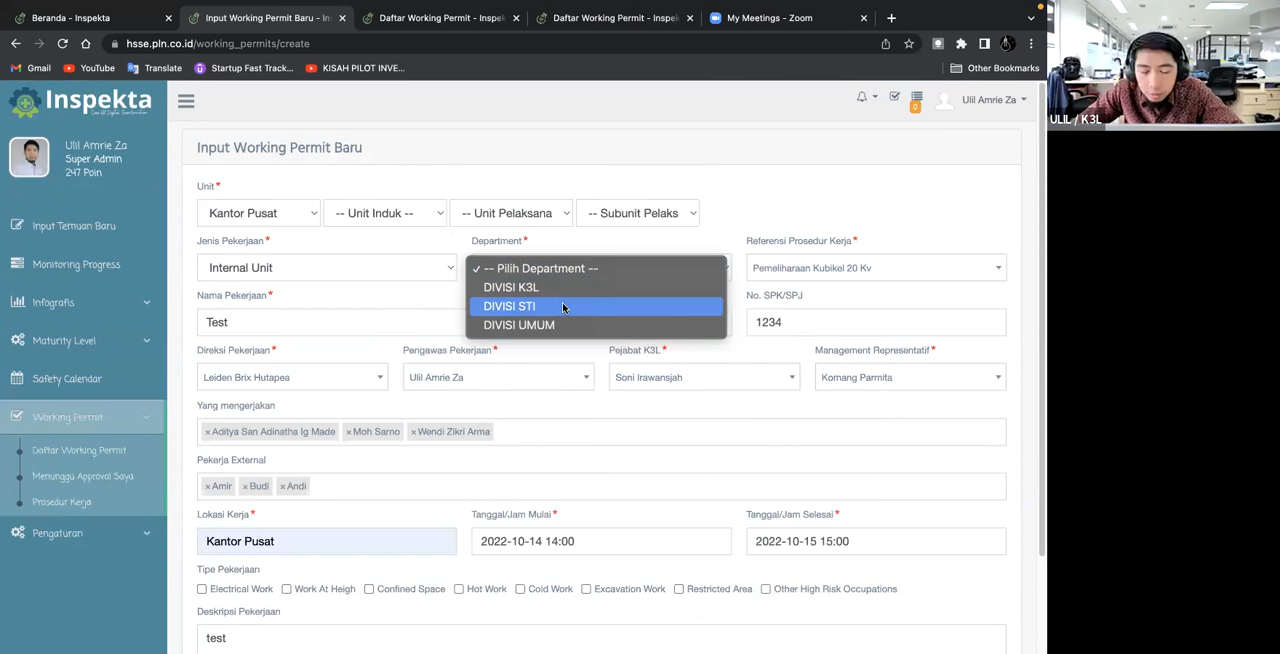 Beranda - Inspekta
Input Working Permit Baru - In
Daftar Working Permit - Inspek
Daftar Working Permit - Inspek
My Meetings - Zoom
hsse.pln.co.id/working_permits/create
Gmail
YouTube
Translate
Startup Fast Track...
KISAH PILOT INVE...
Other Bookmarks
Inspekta
0
Ulil Amrie Za
ULIL / K3L
Ulil Amrie Za
Super Admin
247 Poin
Input Temuan Baru
Monitoring Progress
Infografis
Maturity Level
Safety Calendar
Working Permit
Daftar Working Permit
Menunggu Approval Saya
Prosedur Kerja
Pengaturan
Input Working Permit Baru
Unit*
Kantor Pusat
-- Unit Induk --
-- Unit Pelaksana
-- Subunit Pelaks
Jenis Pekerjaan*
Department*
Referensi Prosedur Kerja*
Internal Unit
✓ -- Pilih Department --
DIVISI K3L
DIVISI STI
DIVISI UMUM
Pemeliharaan Kubikel 20 Kv
Nama Pekerjaan*
No. SPK/SPJ
Test
1234
Direksi Pekerjaan*
Pengawas Pekerjaan*
Pejabat K3L*
Management Representatif*
Leiden Brix Hutapea
Ulil Amrie Za
Soni Irawansjah
Komang Parmita
Yang mengerjakan
×Aditya San Adinatha Ig Made
×Moh Sarno
×Wendi Zikri Arma
Pekerja External
×Amir
×Budi
×Andi
Lokasi Kerja*
Tanggal/Jam Mulai*
Tanggal/Jam Selesai*
Kantor Pusat
2022-10-14 14:00
2022-10-15 15:00
Tipe Pekerjaan
Electrical Work
Work At Heigh
Confined Space
Hot Work
Cold Work
Excavation Work
Restricted Area
Other High Risk Occupations
Deskripsi Pekerjaan
test